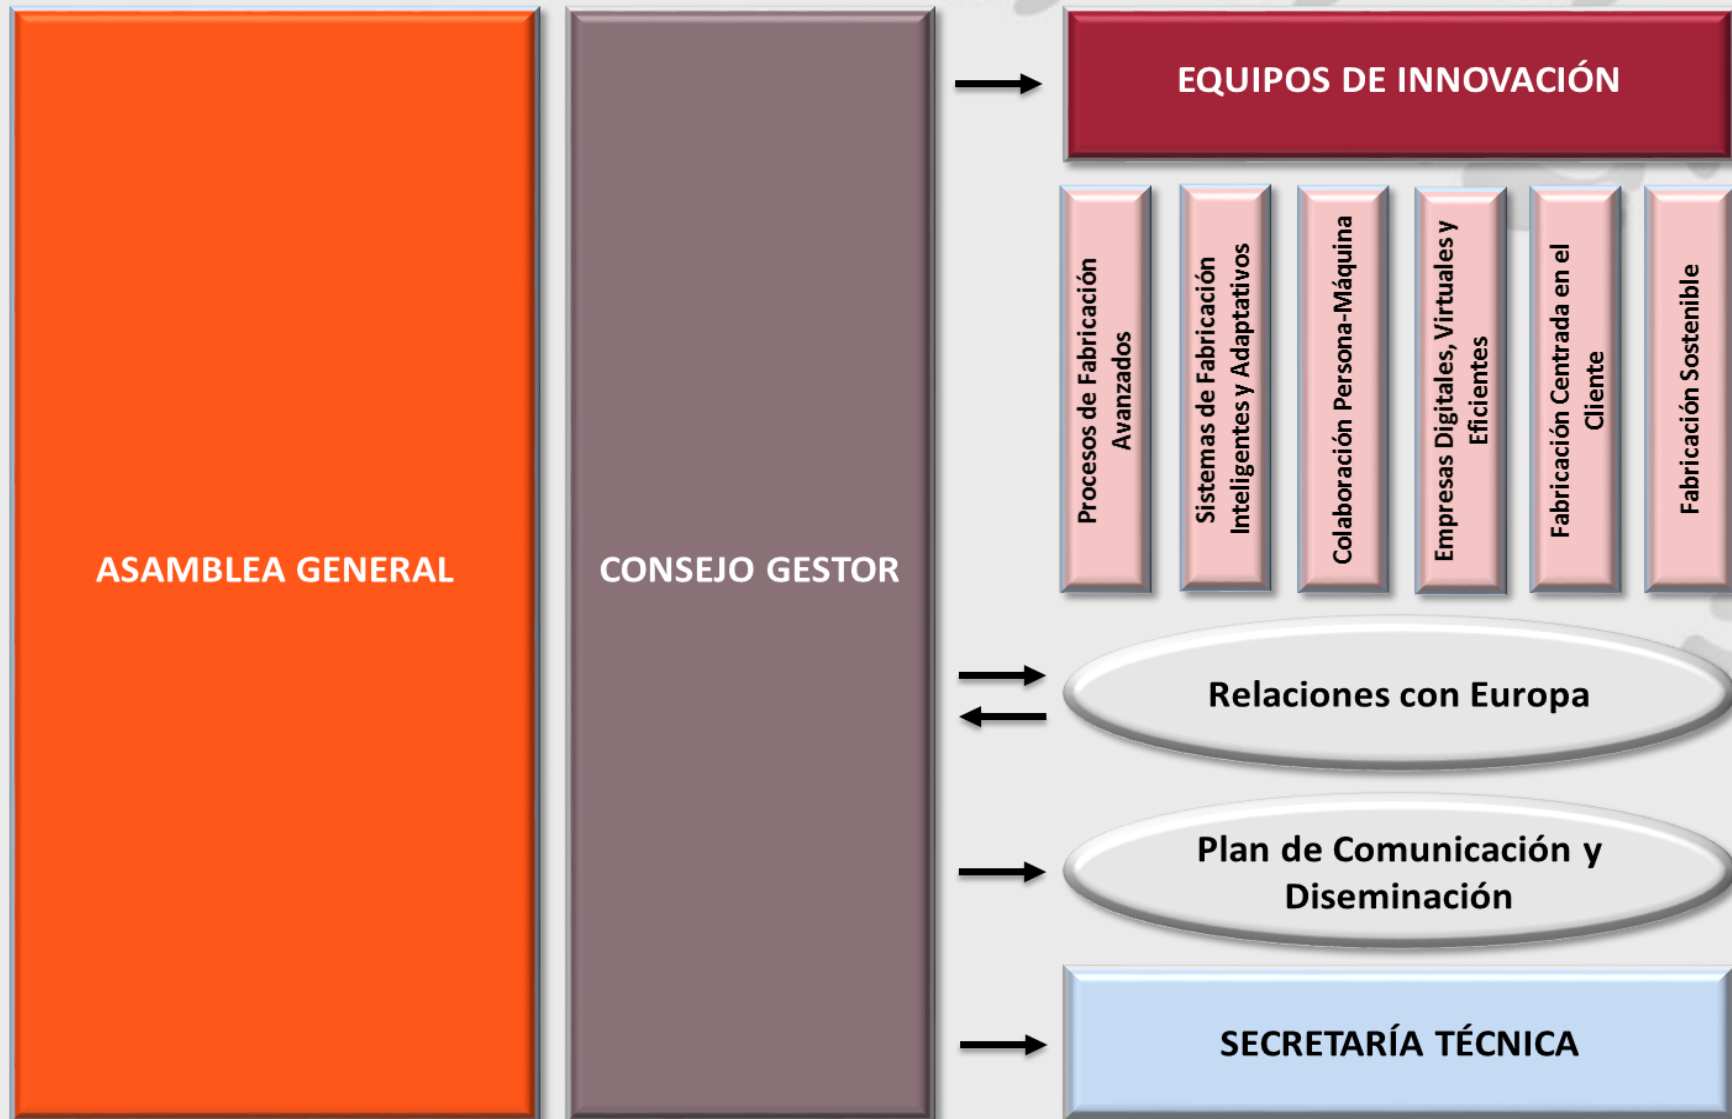 ASAMBLEA GENERAL
CONSEJO GESTOR
EQUIPOS DE INNOVACIÓN
Procesos de Fabricación
Avanzados
Sistemas de Fabricación
Inteligentes y Adaptativos
Colaboración Persona-Máquina
Empresas Digitales, Virtuales y
Eficientes
Fabricación Centrada en el
Cliente
Fabricación Sostenible
Relaciones con Europa
Plan de Comunicación y
Diseminación
SECRETARÍA TÉCNICA